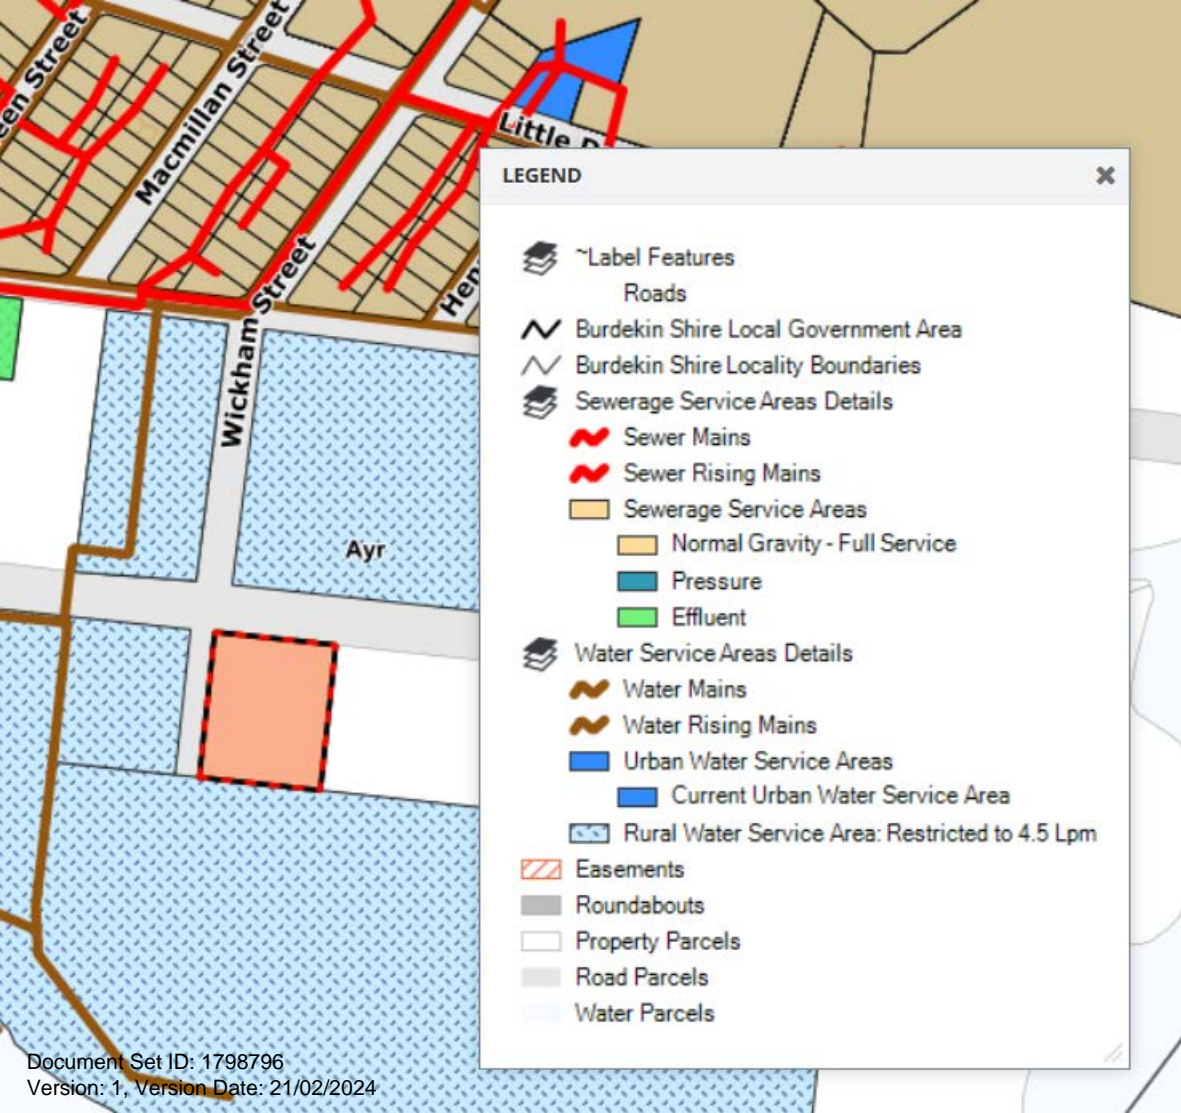 een Street
Macmillan Street
Little D
Wickham Street
Hen
Ayr
LEGEND
~Label Features
Roads
Burdekin Shire Local Government Area
Burdekin Shire Locality Boundaries
Sewerage Service Areas Details
Sewer Mains
Sewer Rising Mains
Sewerage Service Areas
Normal Gravity - Full Service
Pressure
Effluent
Water Service Areas Details
Water Mains
Water Rising Mains
Urban Water Service Areas
Current Urban Water Service Area
Rural Water Service Area: Restricted to 4.5 Lpm
Easements
Roundabouts
Property Parcels
Road Parcels
Water Parcels
Document Set ID: 1798796
Version: 1, Version Date: 21/02/2024